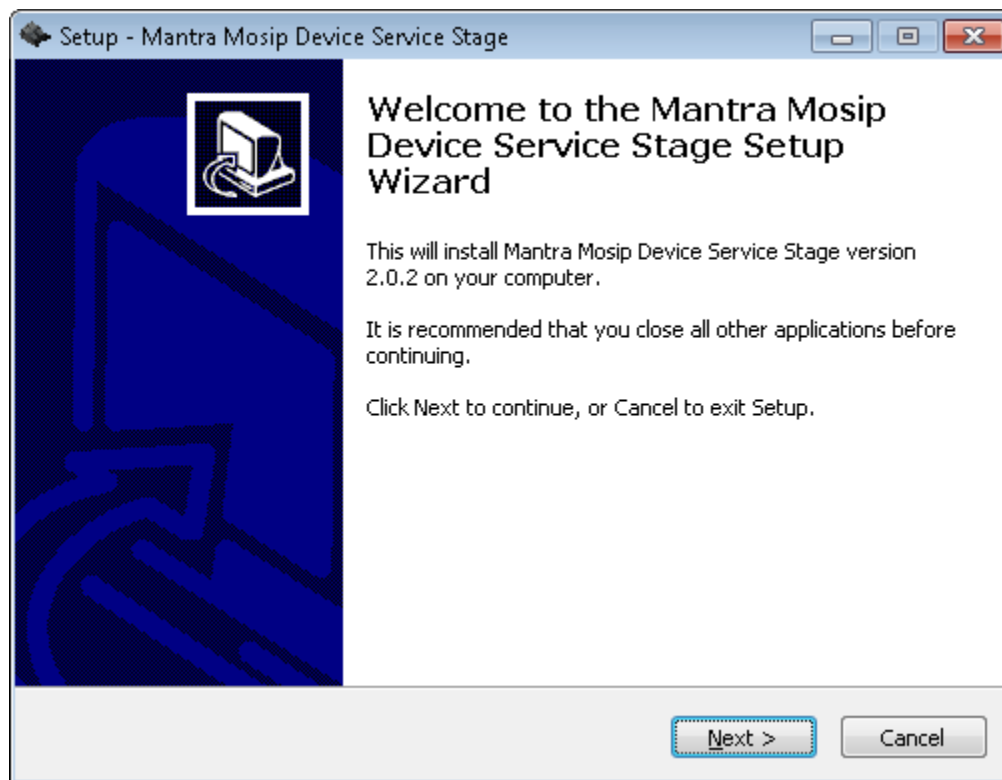 Setup - Mantra Mosip Device Service Stage
Welcome to the Mantra Mosip
Device Service Stage Setup
Wizard
This will install Mantra Mosip Device Service Stage version
2.0.2 on your computer.
It is recommended that you close all other applications before
continuing.
Click Next to continue, or Cancel to exit Setup.
Next >
Cancel